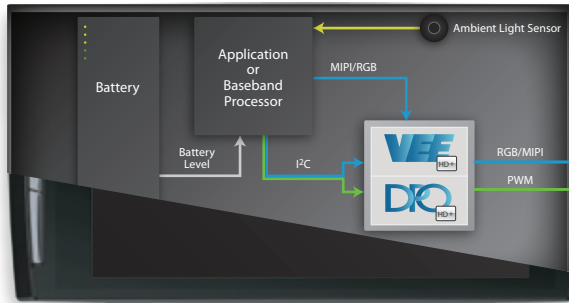 Ambient Light Sensor
Application
or
Baseband
Processor
MIPI/RGB
Battery
Battery
Level
I²C
VEE
HD+
RGB/MIPI
DPO
HD+
PWM